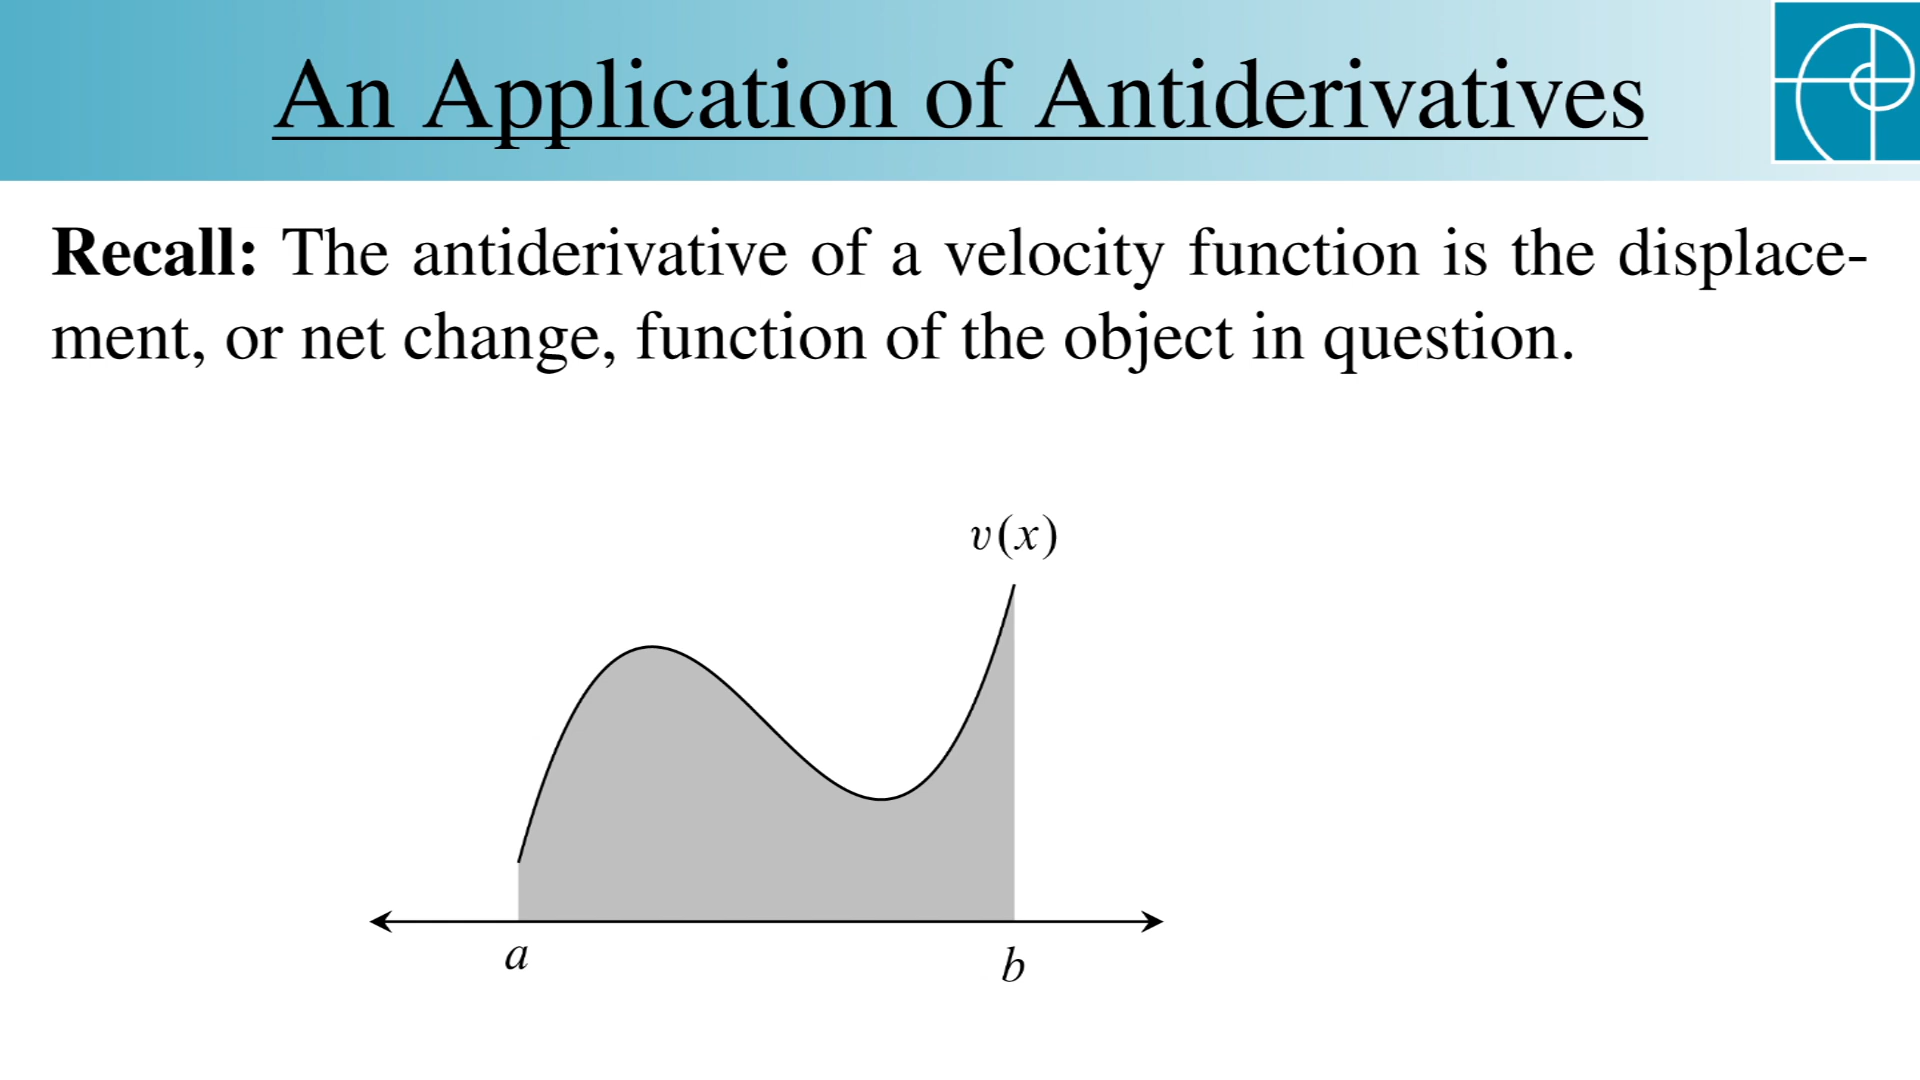 An Application of Antiderivatives
Recall: The antiderivative of a velocity function is the displace-
ment, or net change, function of the object in question.
v(x)
a
b